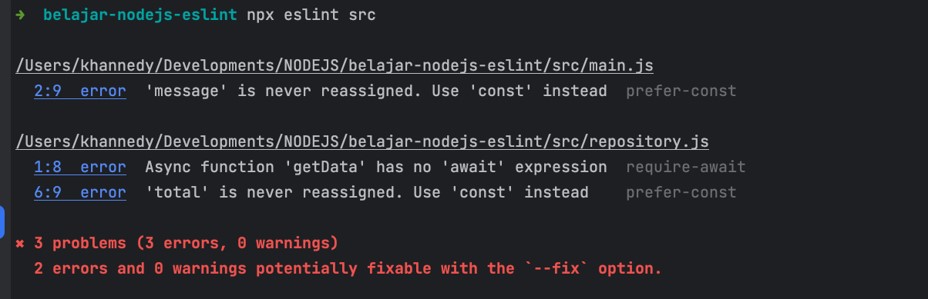 ➜ belajar-nodejs-eslint npx eslint src
/Users/khannedy/Developments/NODEJS/belajar-nodejs-eslint/src/main.js
2:9 error 'message' is never reassigned. Use 'const' instead prefer-const
/Users/khannedy/Developments/NODEJS/belajar-nodejs-eslint/src/repository.js
1:8 error Async function 'getData' has no 'await' expression require-await
6:9 error 'total' is never reassigned. Use 'const' instead prefer-const
✖ 3 problems (3 errors, 0 warnings)
2 errors and 0 warnings potentially fixable with the `--fix` option.